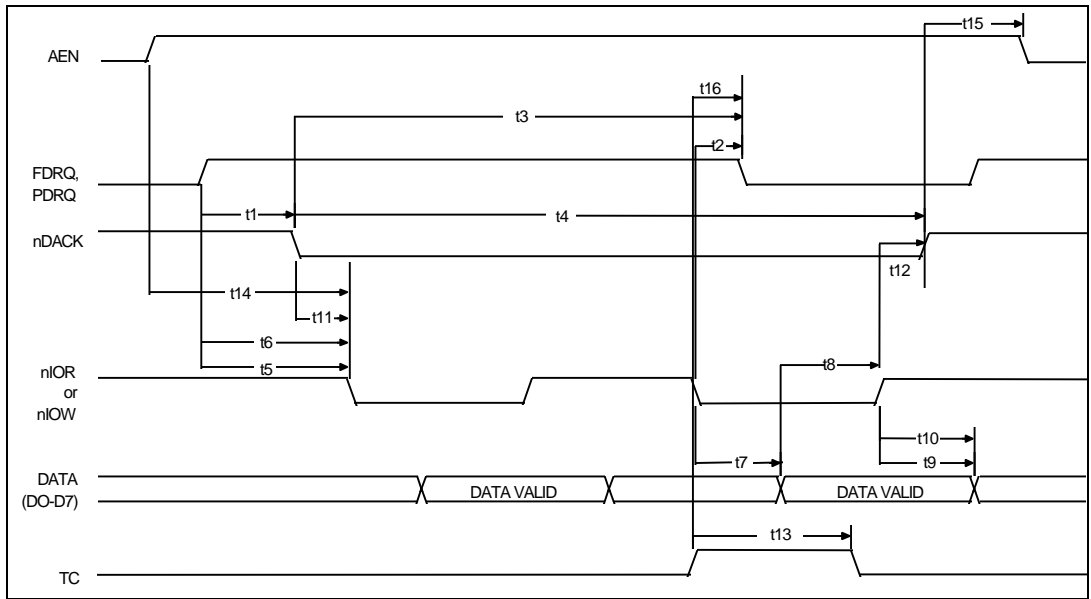 t15
AEN
t16
t3
t2
FDRQ,
PDRQ
t1
t4
nDACK
t12
t14
t11
t6
t8
t5
nIOR
or
nIOW
t10
t7
t9
DATA
(DO-D7)
DATA VALID
DATA VALID
t13
TC